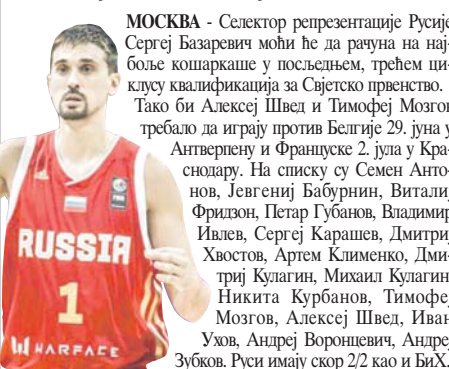 МОСКВА - Селектор репрезентације Русије
Сергеј Базаревич моћи ће да рачуна на нај-
боље кошаркаше у посљедњем, трећем ци-
клусу квалификација за Свјетско првенство.
Тако би Алексеј Швед и Тимофеј Мозгов
требало да играју против Белгије 29. јуна у
Антверпену и Француске 2. јула у Кра-
снодару. На списку су Семен Анто-
нов, Јевгениј Бабурнин, Виталиј
Фридзон, Петар Губанов, Владимир
Ивлев, Сергеј Карашев, Дмитриј
Хвостов, Артем Клименко, Дми-
триј Кулагин, Михаил Кулагин,
Никита Курбанов, Тимофеј
Мозгов, Алексеј Швед, Иван
Ухов, Андреј Воронцевич, Андреј
Зубков. Руси имају скор 2/2 као и БиХ.
RUSSIA
1
WARFACE